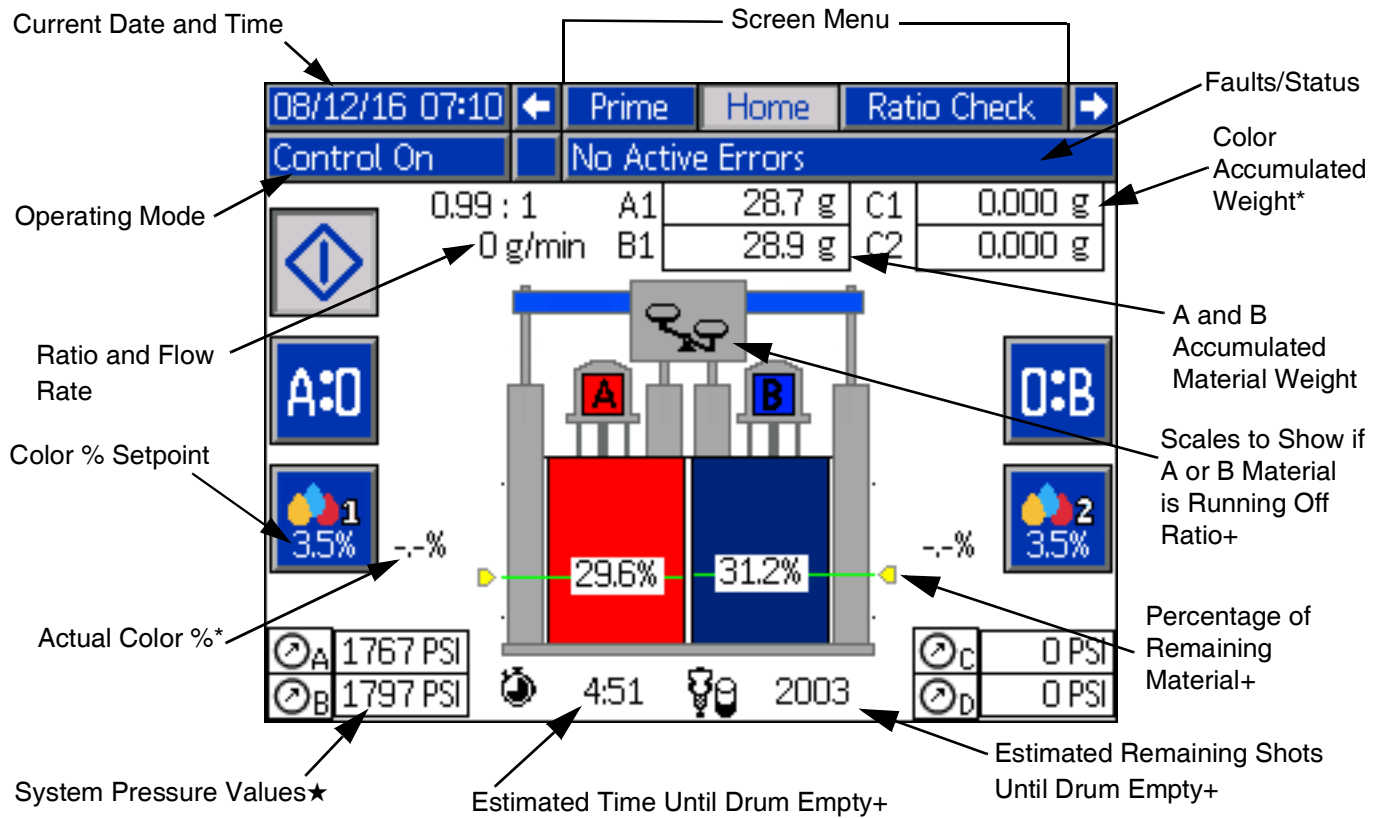 Current Date and Time
Screen Menu
08/12/16 07:10
Prime
Home
Ratio Check
Faults/Status
Control On
No Active Errors
Color
Accumulated
Weight*
Operating Mode
0.99 : 1
A1
28.7 g
C1
0.000 g
0 g/min
B1
28.9 g
C2
0.000 g
A and B
Accumulated
Material Weight
Ratio and Flow
Rate
A:0
A
B
0:B
Color % Setpoint
Scales to Show if
A or B Material
is Running Off
Ratio+
1
3.5%
-.-%
29.6%
31.2%
-.-%
2
3.5%
Actual Color %*
Percentage of
Remaining
Material+
A
1767 PSI
C
0 PSI
B
1797 PSI
4:51
2003
D
0 PSI
System Pressure Values★
Estimated Time Until Drum Empty+
Estimated Remaining Shots
Until Drum Empty+